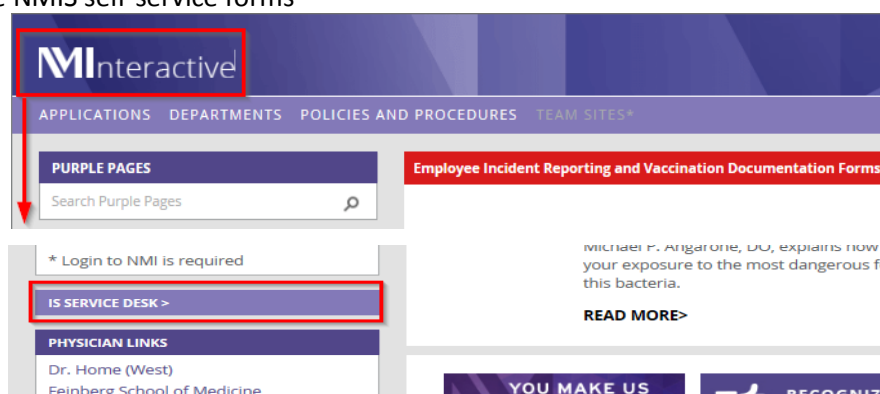 NMIS self-service forms
NMInteractive
APPLICATIONS DEPARTMENTS POLICIES AND PROCEDURES TEAM SITES*
PURPLE PAGES
Search Purple Pages
Employee Incident Reporting and Vaccination Documentation Forms
* Login to NMI is required
IS SERVICE DESK >
PHYSICIAN LINKS
Dr. Home (West)
Feinberg School of Medicine
Michael P. Angarone, DO, explains how
your exposure to the most dangerous
this bacteria.
READ MORE>
YOU MAKE US